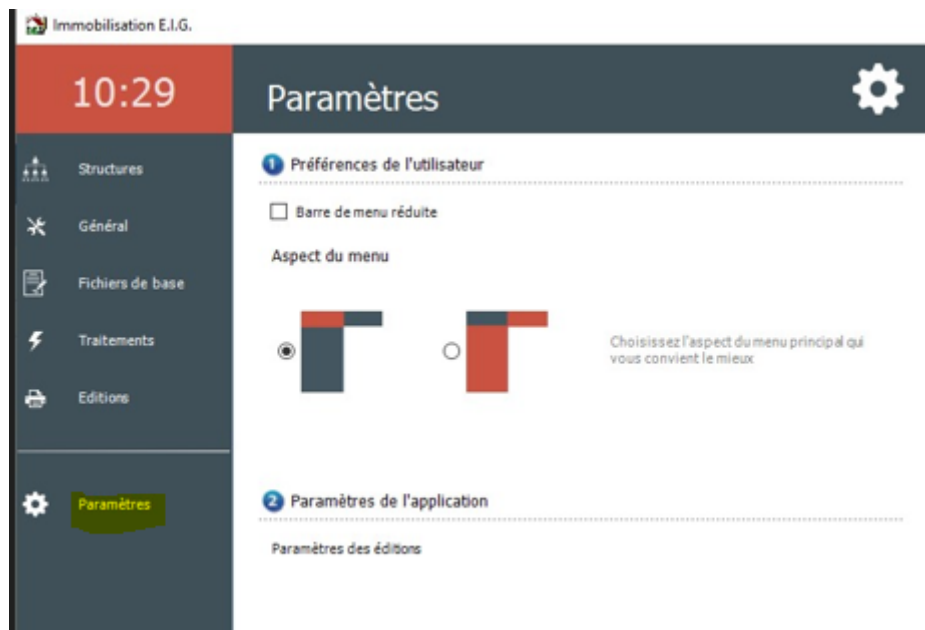 Immobilisation E.I.G.
10:29
Paramètres
Structures
Général
Fichiers de base
Traitements
Editions
Paramètres
1 Préférences de l'utilisateur
Barre de menu réduite
Aspect du menu
Choisissez l'aspect du menu principal qui
vous convient le mieux
2 Paramètres de l'application
Paramètres des éditions